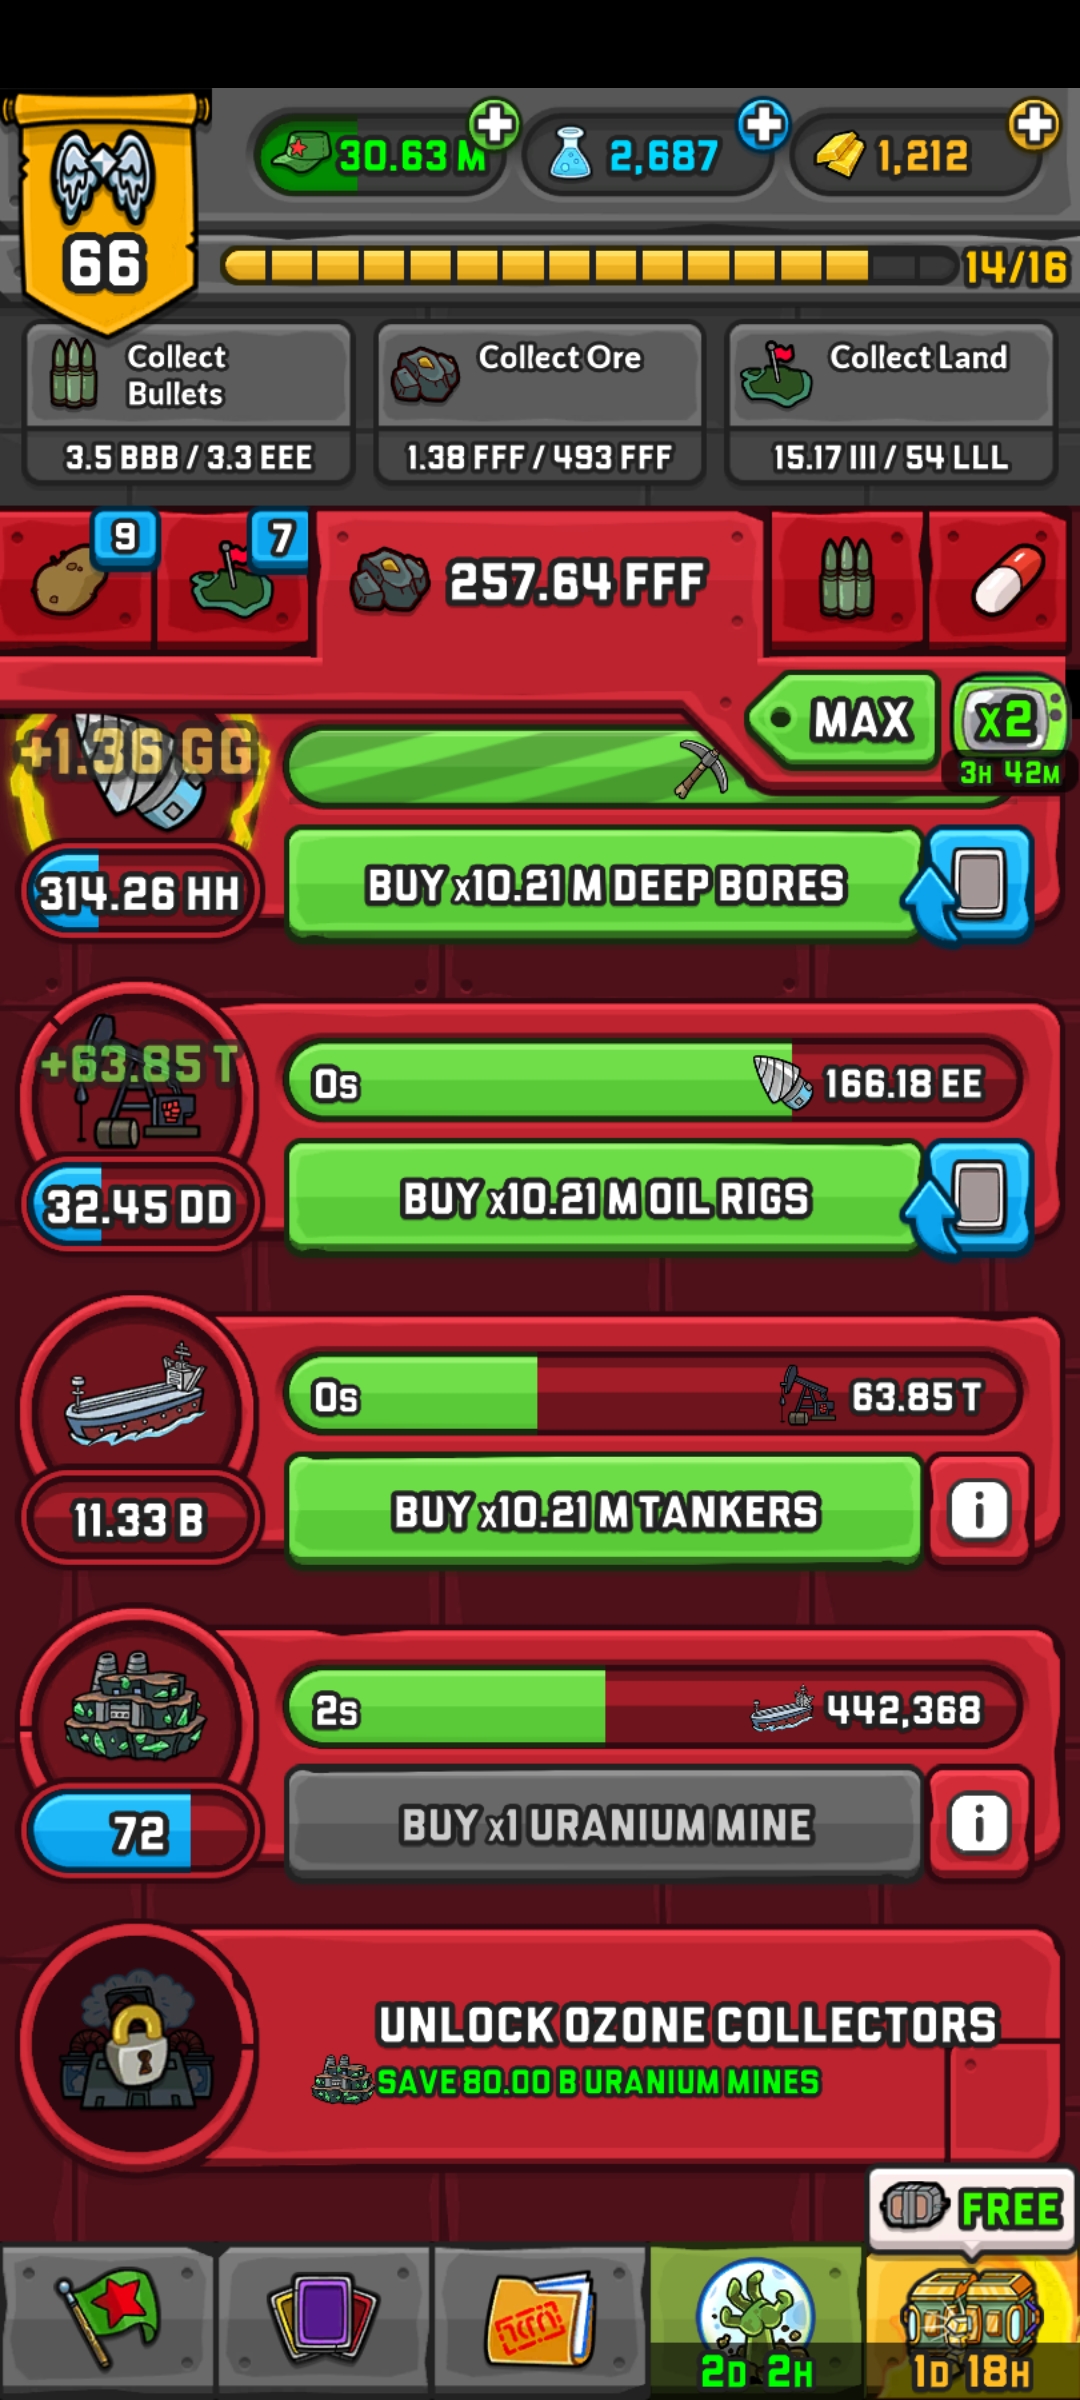 66
30.63 M
2,687
1,212
14/16
Collect
Bullets
3.5 BBB / 3.3 EEE
Collect Ore
1.38 FFF / 493 FFF
Collect Land
15.17 III / 54 LLL
9
7
257.64 FFF
MAX
x2
3H 42M
+1.36 GG
314.26 HH
BUY x10.21 M DEEP BORES
+63.85 T
0s
166.18 EE
32.45 DD
BUY x10.21 M OIL RIGS
0s
63.85 T
11.33 B
BUY x10.21 M TANKERS
i
2s
442,368
72
BUY x1 URANIUM MINE
i
UNLOCK OZONE COLLECTORS
SAVE 80.00 B URANIUM MINES
FREE
2D 2H
1D 18H